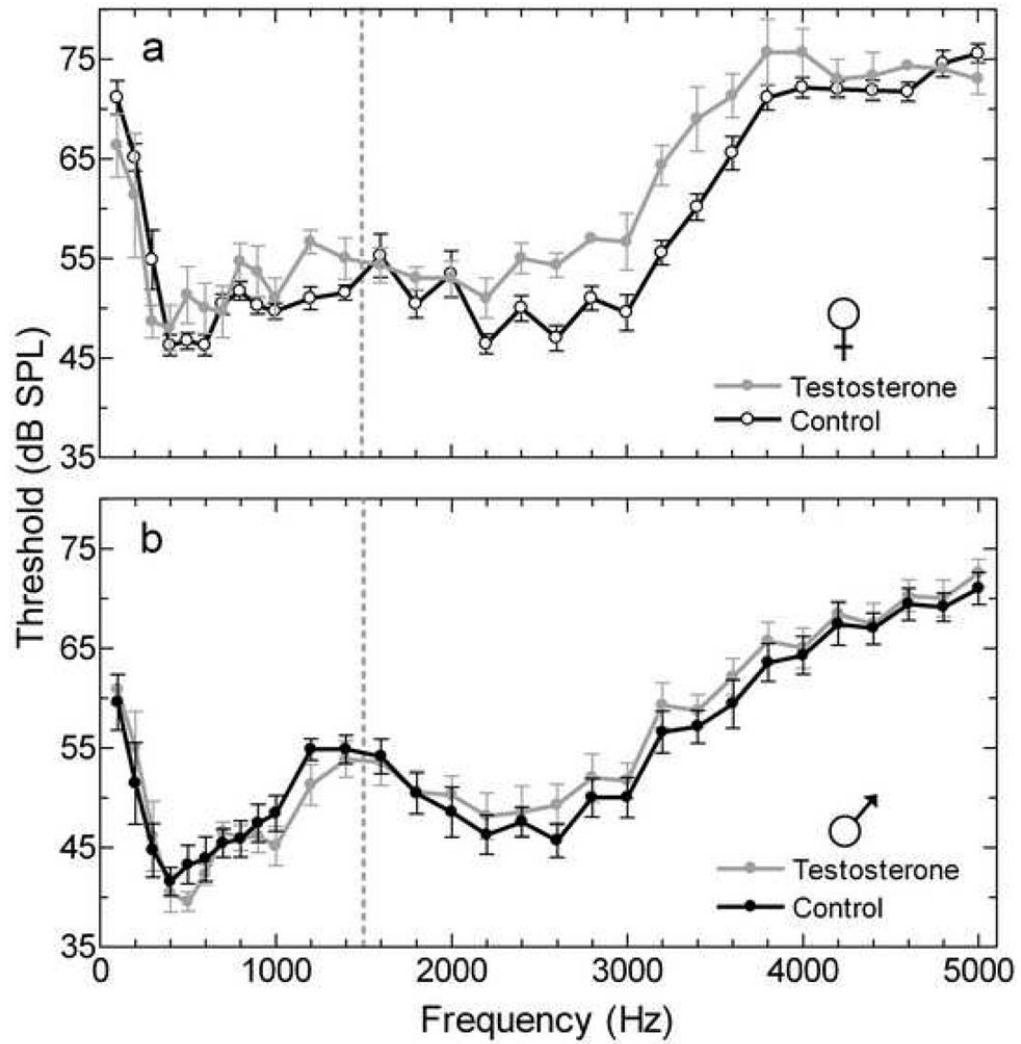 a
75
65
55
45
35
♀
Testosterone
Control
Threshold (dB SPL)
b
75
65
55
45
35
♂
Testosterone
Control
0 1000 2000 3000 4000 5000
Frequency (Hz)